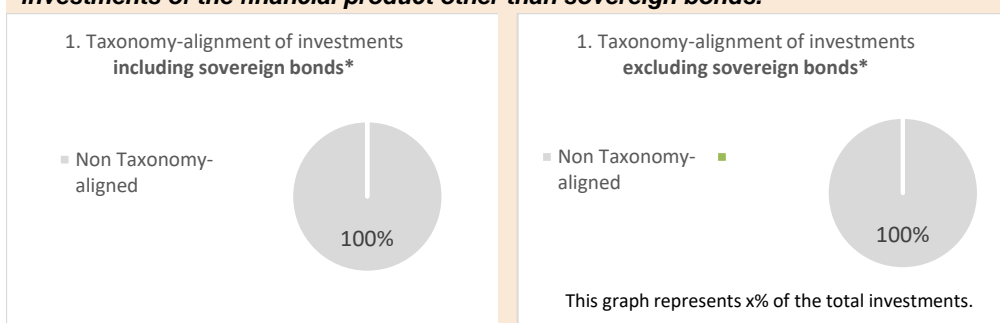 investments of the financial product other than sovereign bonds.
1. Taxonomy-alignment of investments
including sovereign bonds*
Non Taxonomy-
aligned
100%
1. Taxonomy-alignment of investments
excluding sovereign bonds*
Non Taxonomy-
aligned
100%
This graph represents x% of the total investments.